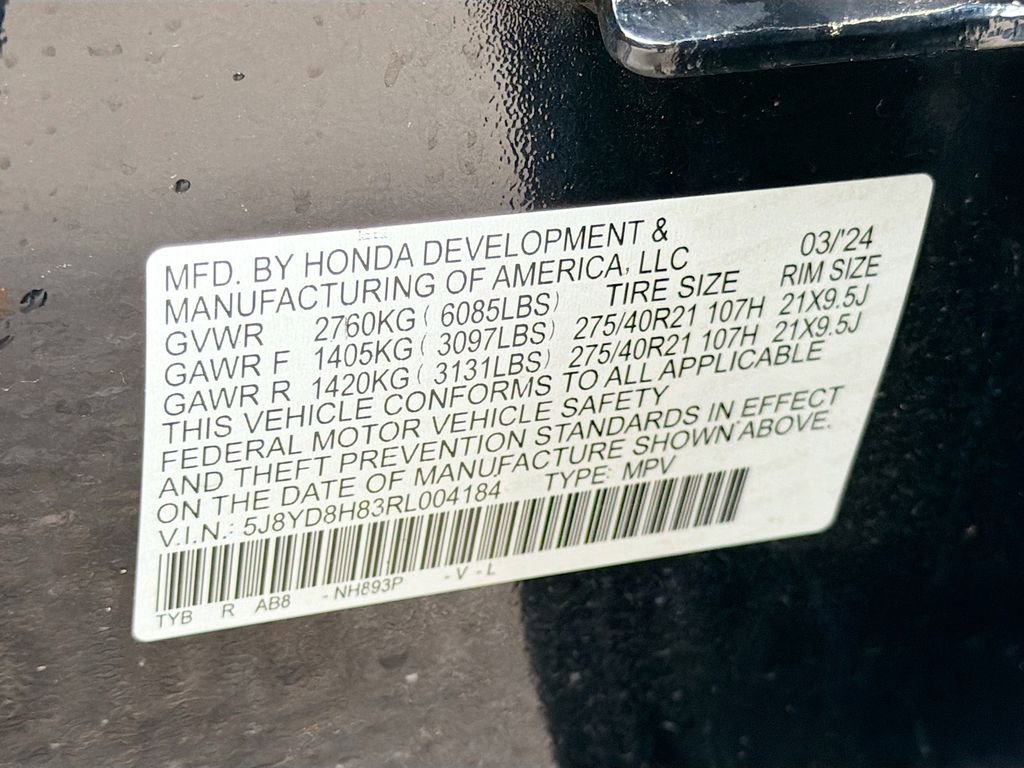 MFD. BY HONDA DEVELOPMENT &
MANUFACTURING OF AMERICA, LLC 03/'24
GVWR 2760KG ( 6085LBS) TIRE SIZE RIM SIZE
GAWR F 1405KG ( 3097LBS) 275/40R21 107H 21X9.5J
GAWR R 1420KG ( 3131LBS) 275/40R21 107H 21X9.5J
THIS VEHICLE CONFORMS TO ALL APPLICABLE
FEDERAL MOTOR VEHICLE SAFETY
AND THEFT PREVENTION STANDARDS IN EFFECT
ON THE DATE OF MANUFACTURE SHOWN ABOVE.
V.I.N.: 5J8YD8H83RL004184 TYPE: MPV
TYB R AB8 - NH893P - V - L